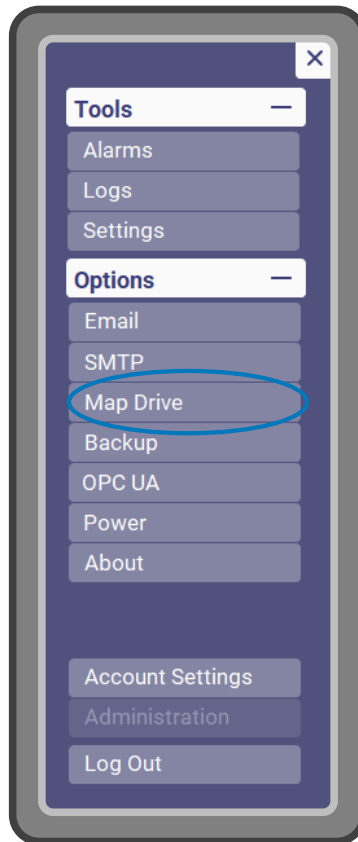 Tools
Alarms
Logs
Settings
Options
Email
SMTP
Map Drive
Backup
OPC UA
Power
About
Account Settings
Administration
Log Out